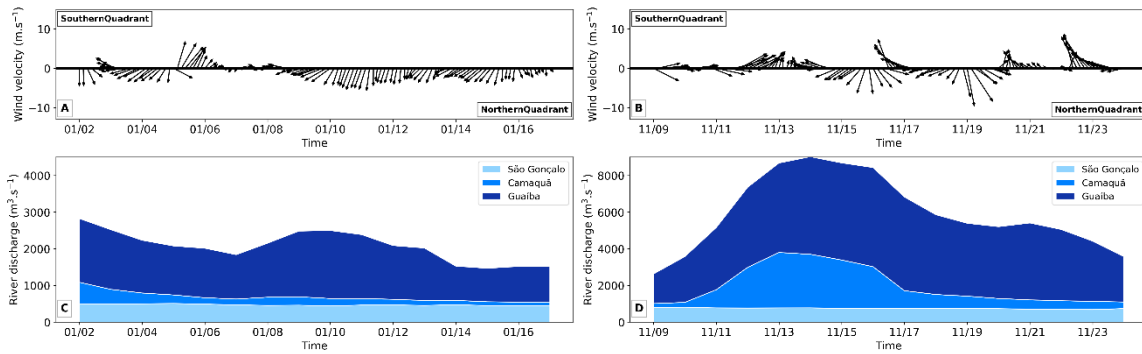 SouthernQuadrant
Wind velocity (m.s⁻¹)
10
0
−10
A
NorthernQuadrant
01/02 01/04 01/06 01/08 01/10 01/12 01/14 01/16
Time
SouthernQuadrant
Wind velocity (m.s⁻¹)
10
0
−10
B
NorthernQuadrant
11/09 11/11 11/13 11/15 11/17 11/19 11/21 11/23
Time
River discharge (m³.s⁻¹)
4000
3000
2000
1000
0
São Gonçalo
Camaquã
Guaíba
C
01/02 01/04 01/06 01/08 01/10 01/12 01/14 01/16
Time
River discharge (m³.s⁻¹)
8000
6000
4000
2000
0
São Gonçalo
Camaquã
Guaíba
D
11/09 11/11 11/13 11/15 11/17 11/19 11/21 11/23
Time